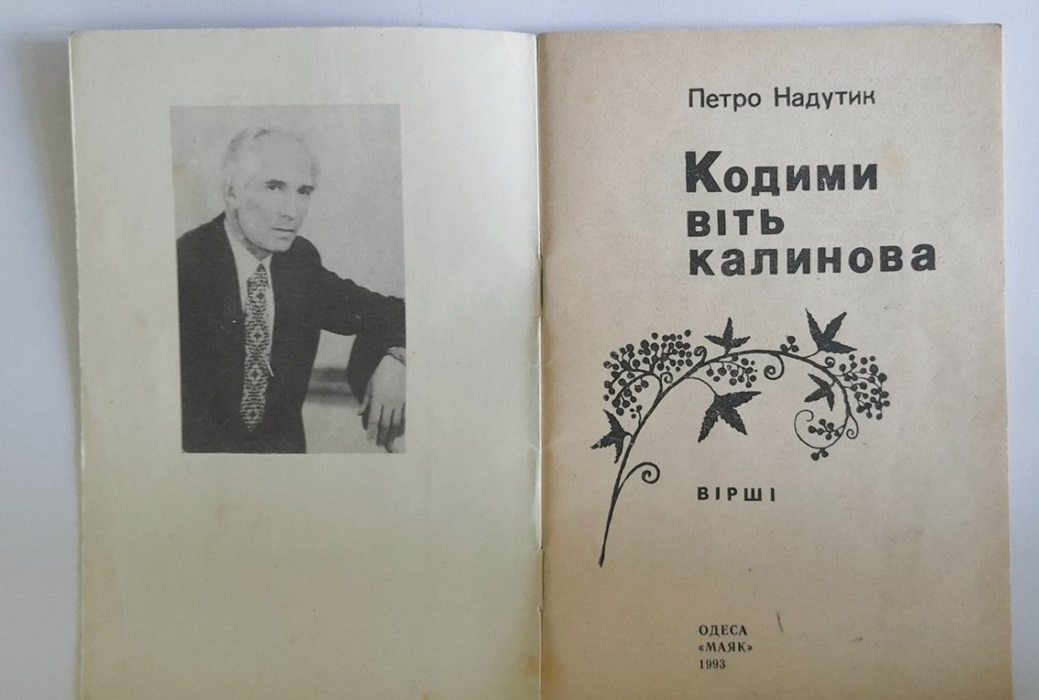 Петро Надутик
Кодими
віть
калинова
ВІРШІ
ОДЕСА
«МАЯК»
1993